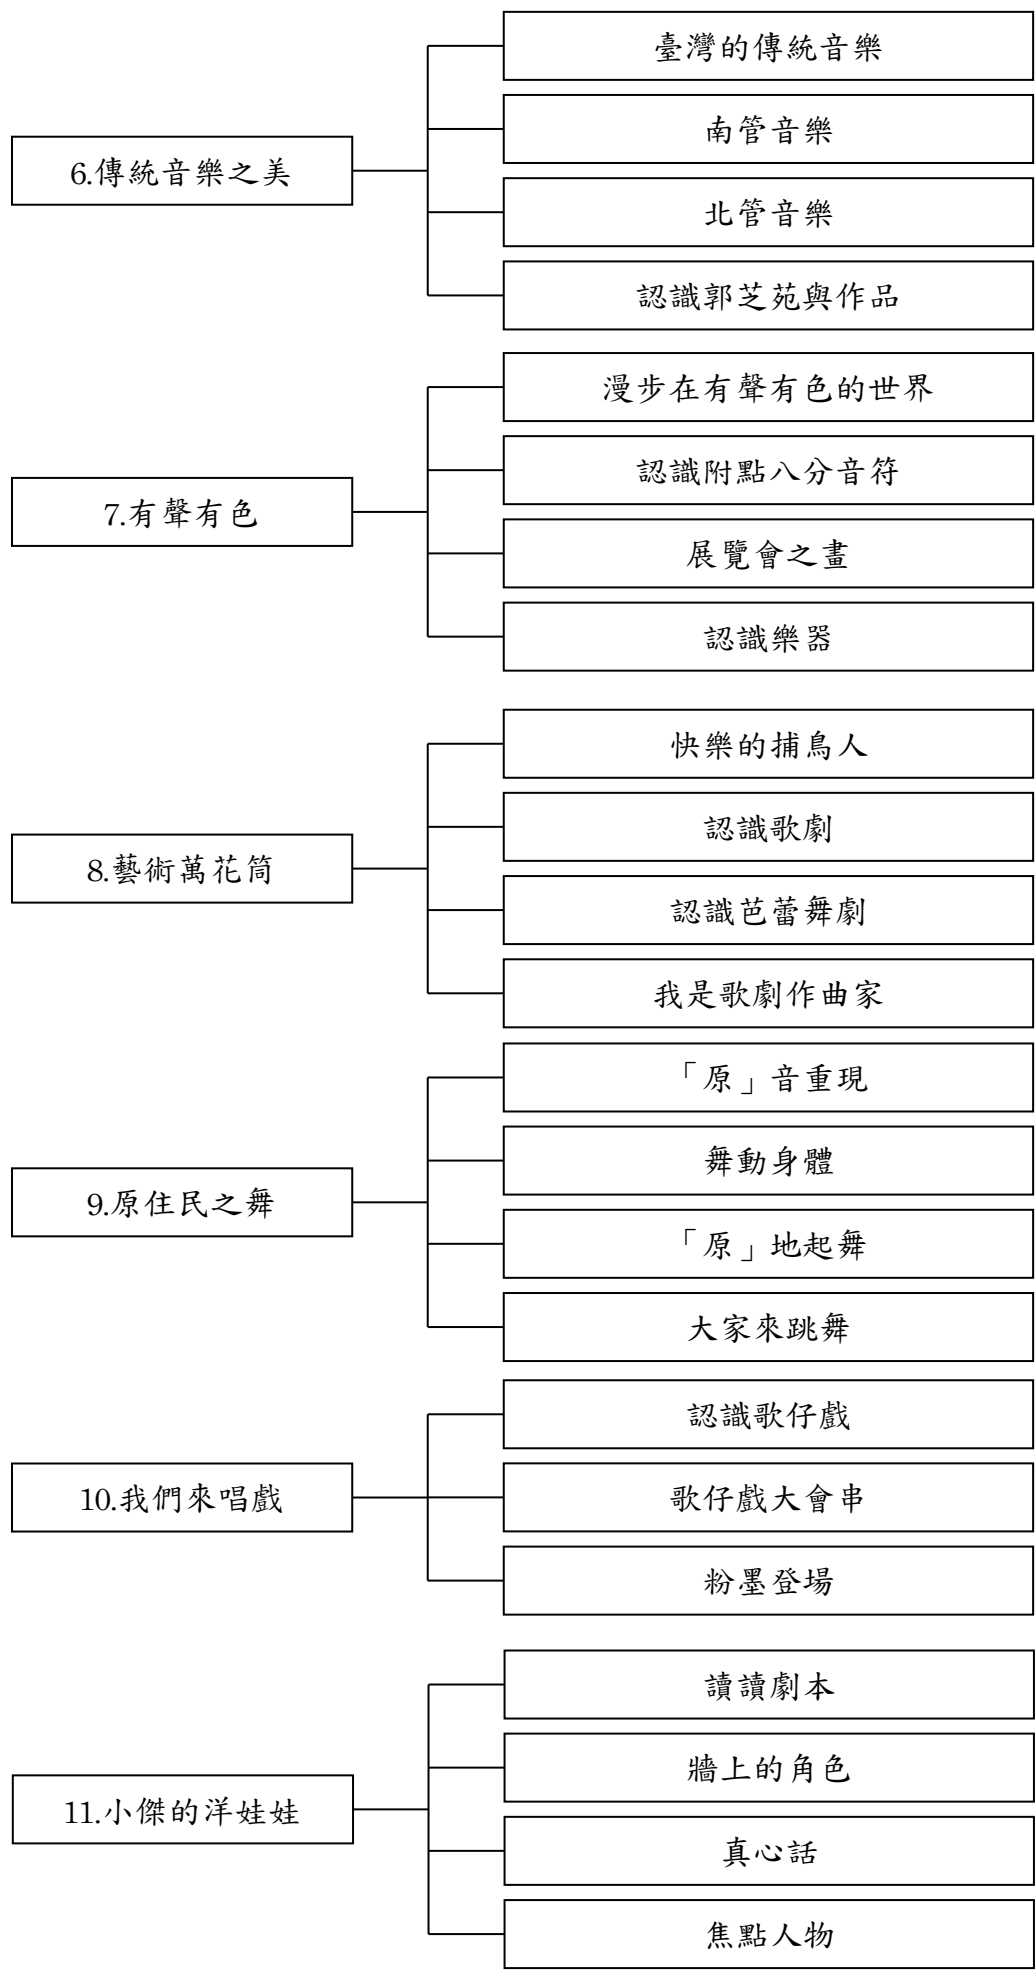 6.傳統音樂之美
臺灣的傳統音樂
南管音樂
北管音樂
認識郭芝苑與作品
7.有聲有色
漫步在有聲有色的世界
認識附點八分音符
展覽會之畫
認識樂器
8.藝術萬花筒
快樂的捕鳥人
認識歌劇
認識芭蕾舞劇
我是歌劇作曲家
9.原住民之舞
「原」音重現
舞動身體
「原」地起舞
大家來跳舞
10.我們來唱戲
認識歌仔戲
歌仔戲大會串
粉墨登場
11.小傑的洋娃娃
讀讀劇本
牆上的角色
真心話
焦點人物